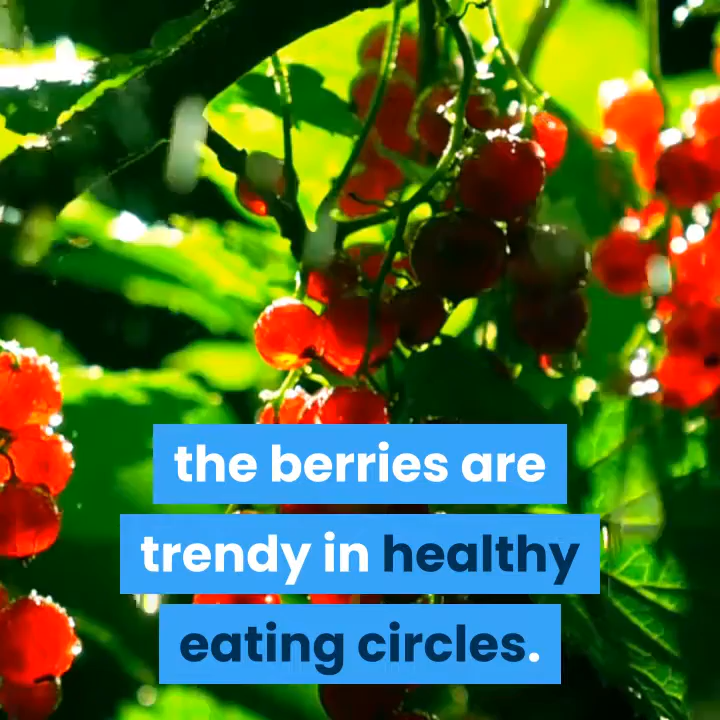 the berries are
trendy in healthy
eating circles.